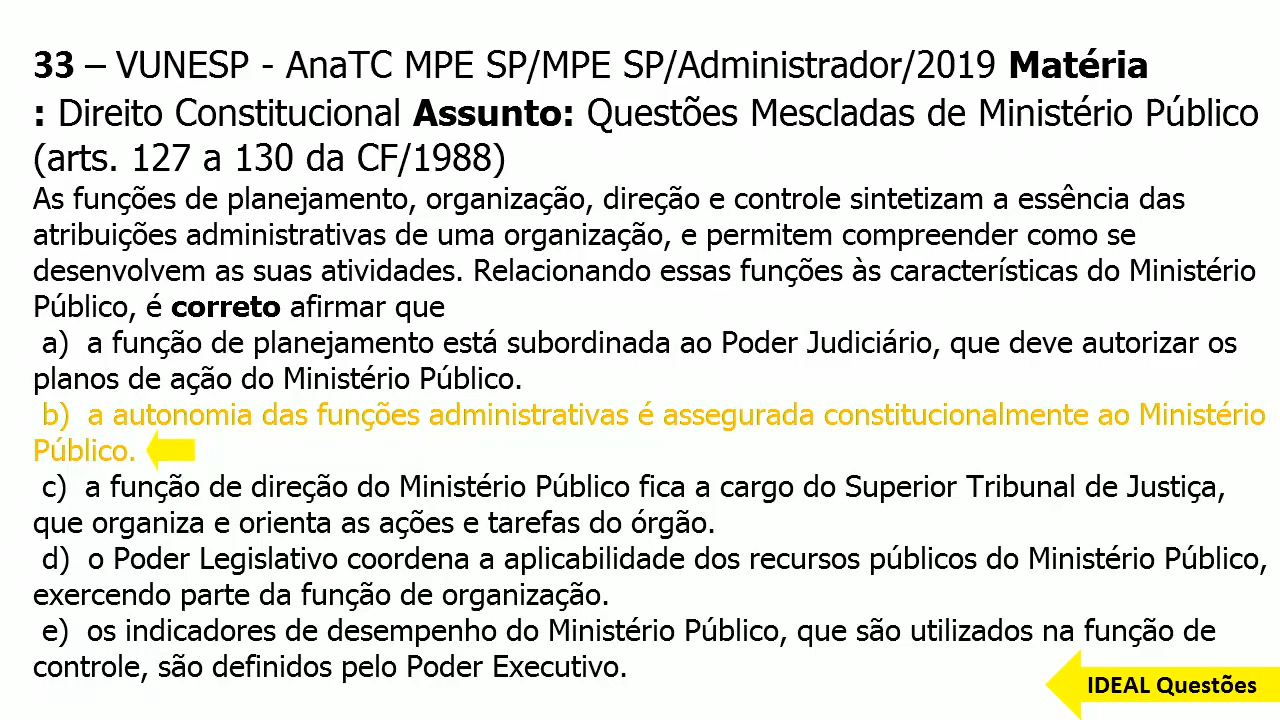 33 – VUNESP - AnaTC MPE SP/MPE SP/Administrador/2019 Matéria
: Direito Constitucional Assunto: Questões Mescladas de Ministério Público
(arts. 127 a 130 da CF/1988)
As funções de planejamento, organização, direção e controle sintetizam a essência das
atribuições administrativas de uma organização, e permitem compreender como se
desenvolvem as suas atividades. Relacionando essas funções às características do Ministério
Público, é correto afirmar que
a) a função de planejamento está subordinada ao Poder Judiciário, que deve autorizar os
planos de ação do Ministério Público.
b) a autonomia das funções administrativas é assegurada constitucionalmente ao Ministério
Público.
c) a função de direção do Ministério Público fica a cargo do Superior Tribunal de Justiça,
que organiza e orienta as ações e tarefas do órgão.
d) o Poder Legislativo coordena a aplicabilidade dos recursos públicos do Ministério Público,
exercendo parte da função de organização.
e) os indicadores de desempenho do Ministério Público, que são utilizados na função de
controle, são definidos pelo Poder Executivo.
IDEAL Questões